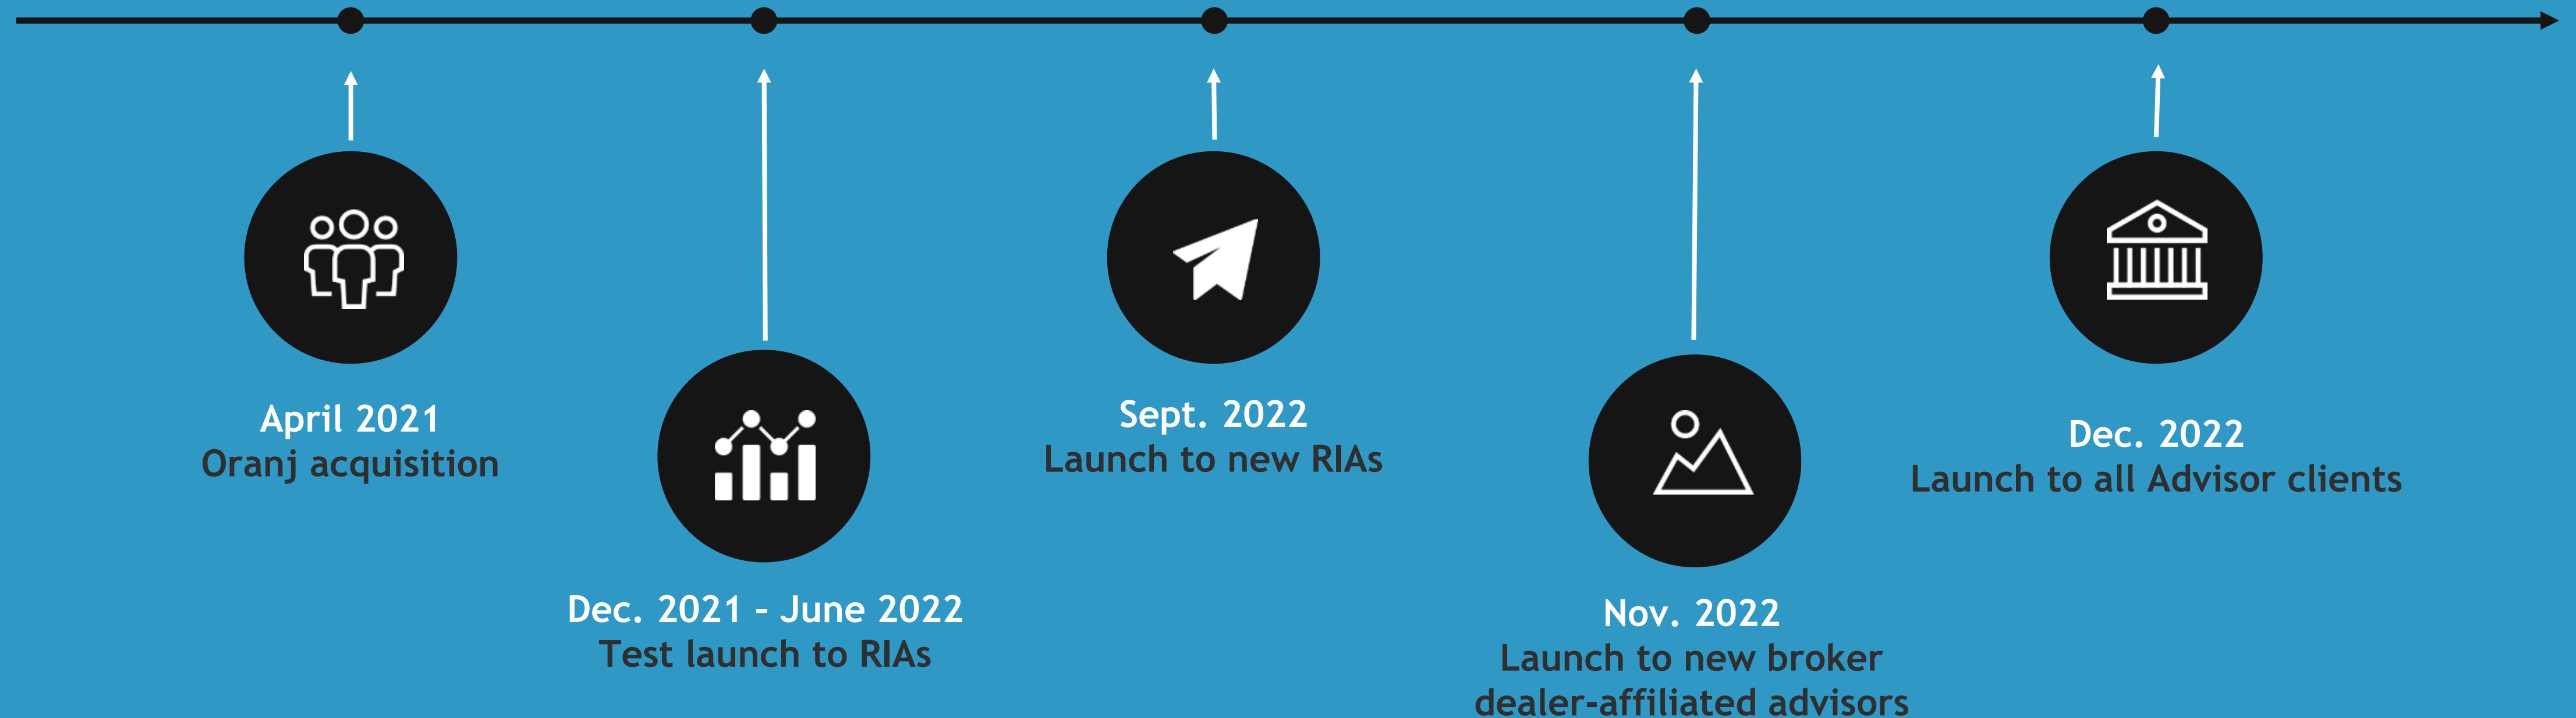 April 2021
Oranj acquisition
Dec. 2021 – June 2022
Test launch to RIAs
Sept. 2022
Launch to new RIAs
Nov. 2022
Launch to new broker
dealer-affiliated advisors
Dec. 2022
Launch to all Advisor clients